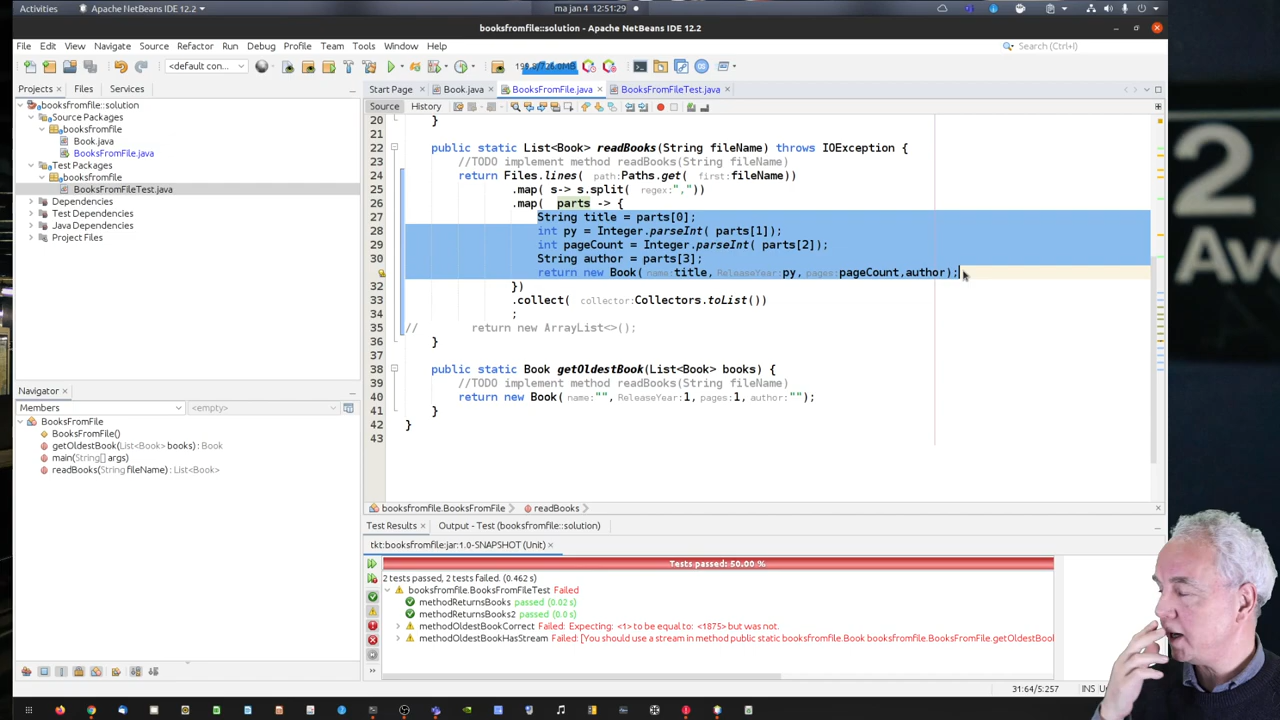 Activities Apache NetBeans IDE 12.2 ma jan 4 12:51:29
booksfromfile::solution - Apache NetBeans IDE 12.2
File Edit View Navigate Source Refactor Run Debug Profile Team Tools Window Help Search (Ctrl+I)
<default con...
Projects Files Services Start Page Book.java BooksFromFile.java BooksFromFileTest.java
Source History
booksfromfile::solution
Source Packages
booksfromfile
Book.java
BooksFromFile.java
Test Packages
booksfromfile
BooksFromFileTest.java
Dependencies
Test Dependencies
Java Dependencies
Project Files
20 }
21
22 public static List<Book> readBooks(String fileName) throws IOException {
23 //TODO implement method readBooks(String fileName)
24 return Files.lines( path:Paths.get( first:fileName))
25 .map( s-> s.split( regex:","))
26 .map( parts -> {
27 String title = parts[0];
28 int py = Integer.parseInt( parts[1]);
29 int pageCount = Integer.parseInt( parts[2]);
30 String author = parts[3];
return new Book( name:title, ReleaseYear:py, pages:pageCount,author);
32 })
33 .collect( collector:Collectors.toList())
34 ;
35 // return new ArrayList<>();
36 }
37
38 public static Book getOldestBook(List<Book> books) {
39 //TODO implement method readBooks(String fileName)
40 return new Book( name:"", ReleaseYear:1, pages:1,author:"");
41 }
42 }
43
Navigator
Members <empty>
BooksFromFile
BooksFromFile()
getOldestBook(List<Book> books) : Book
main(String[] args)
readBooks(String fileName) : List<Book>
booksfromfile.BooksFromFile readBooks
Test Results Output - Test (booksfromfile::solution)
tkt:booksfromfile:jar:1.0-SNAPSHOT (Unit)
Tests passed: 50.00 %
2 tests passed, 2 tests failed. (0.462 s)
booksfromfile.BooksFromFileTest Failed
methodReturnsBooks passed (0.02 s)
methodReturnsBooks2 passed (0.0 s)
methodOldestBookCorrect Failed: Expecting: <1> to be equal to: <1875> but was not.
methodOldestBookHasStream Failed: [You should use a stream in method public static booksfromfile.Book booksfromfile.BooksFromFile.getOldestBool
31:64/5:257 INS
2
Av